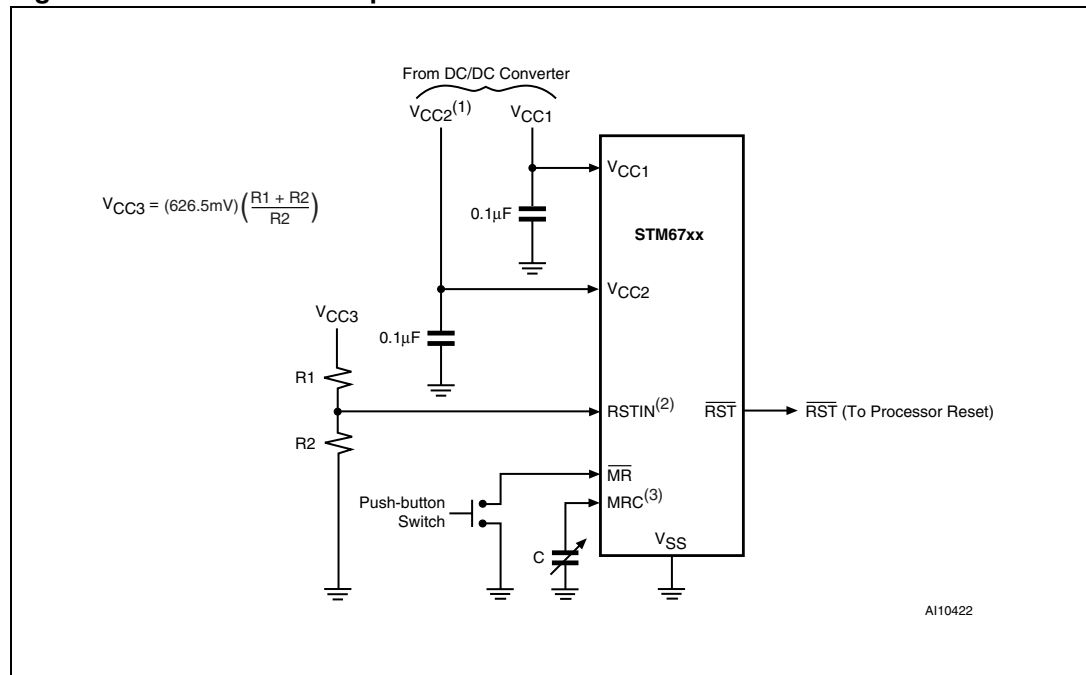 From DC/DC Converter
VCC2(1) VCC1
VCC1
VCC3 = (626.5mV) (R1 + R2 / R2)
0.1μF
STM67xx
VCC2
VCC3
0.1μF
R1
RSTIN(2) RST RST (To Processor Reset)
R2
MR
Push-button
Switch
MRC(3)
VSS
C
AI10422